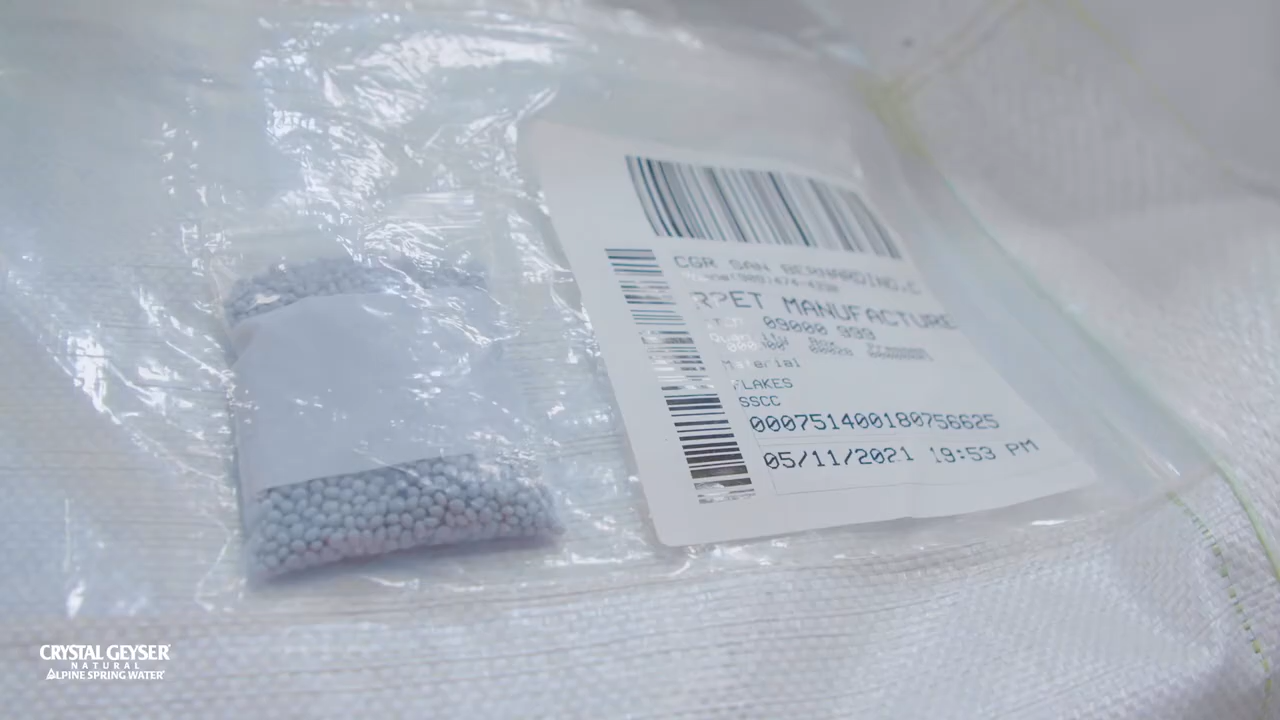 CGR SAN BERNARDINO, C
R?ET MANUFACTURE
09000 999
Material
FLAKES
SSCC
000751400180756625
05/11/2021 19:53 PM
CRYSTAL GEYSER
NATURAL
ALPINE SPRING WATER